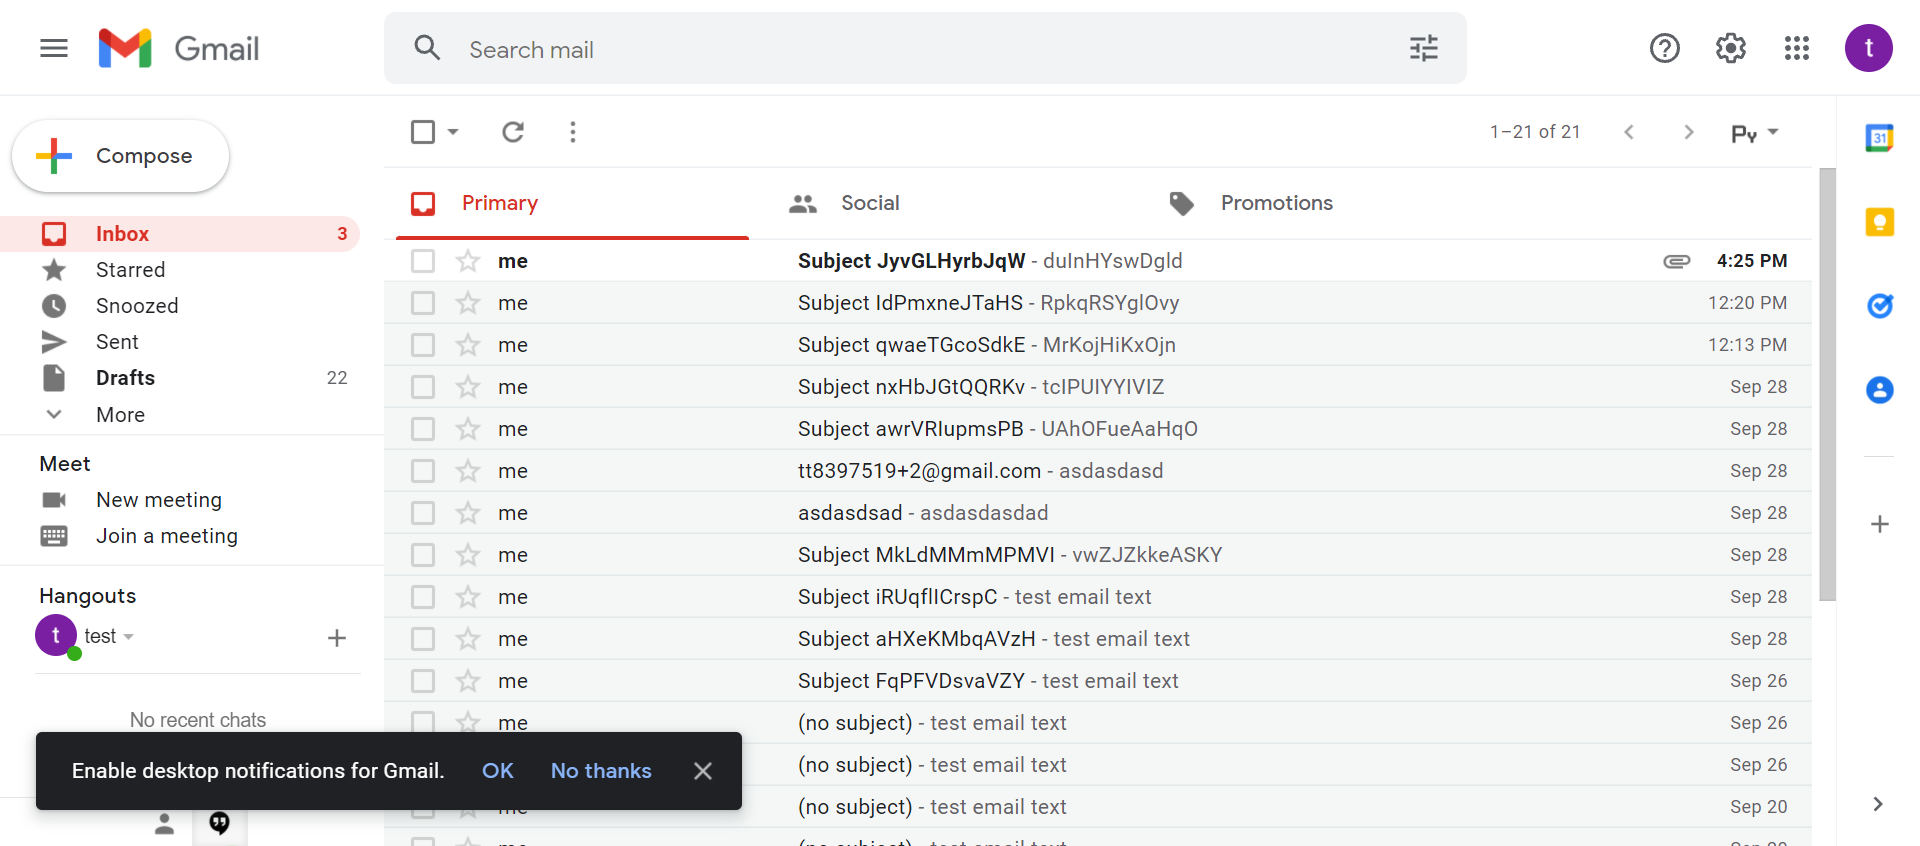 Gmail
Search mail
t
Compose
1–21 of 21
Py
31
Primary
Social
Promotions
Inbox 3
Starred
Snoozed
Sent
Drafts 22
More
Meet
New meeting
Join a meeting
Hangouts
t test
No recent chats
me Subject JyvGLHyrbJqW - duInHYswDgld 4:25 PM
me Subject IdPmxneJTaHS - RpkqRSYglOvy 12:20 PM
me Subject qwaeTGcoSdkE - MrKojHiKxOjn 12:13 PM
me Subject nxHbJGtQQRKv - tcIPUIYYIVIZ Sep 28
me Subject awrVRIupmsPB - UAhOFueAaHqO Sep 28
me tt8397519+2@gmail.com - asdasdasd Sep 28
me asdasdsad - asdasdasdad Sep 28
me Subject MkLdMMmMPMVI - vwZJZkkeASKY Sep 28
me Subject iRUqflICrspC - test email text Sep 28
me Subject aHXeKMbqAVzH - test email text Sep 28
me Subject FqPFVDsvaVZY - test email text Sep 26
me (no subject) - test email text Sep 26
(no subject) - test email text Sep 26
me (no subject) - test email text Sep 20
Enable desktop notifications for Gmail. OK No thanks